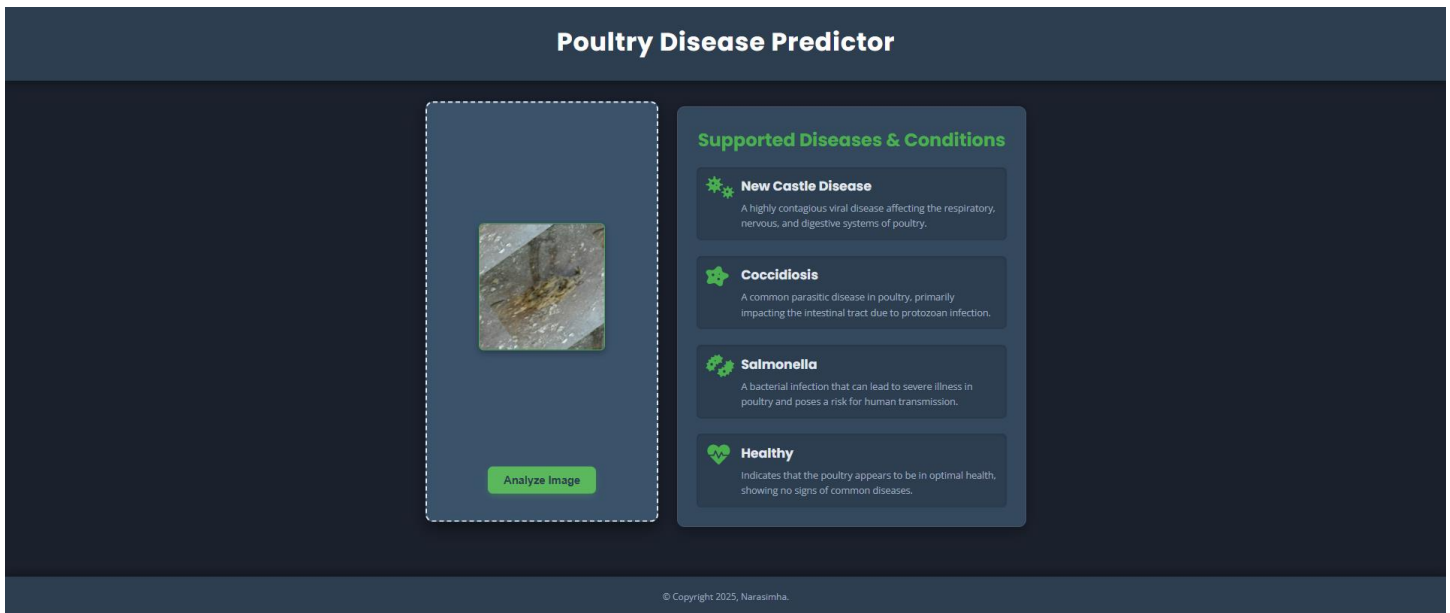 Poultry Disease Predictor
Analyze Image
Supported Diseases & Conditions
New Castle Disease
A highly contagious viral disease affecting the respiratory,
nervous, and digestive systems of poultry.
Coccidiosis
A common parasitic disease in poultry, primarily
impacting the intestinal tract due to protozoan infection.
Salmonella
A bacterial infection that can lead to severe illness in
poultry and poses a risk for human transmission.
Healthy
Indicates that the poultry appears to be in optimal health,
showing no signs of common diseases.
© Copyright 2025, Narasimha.